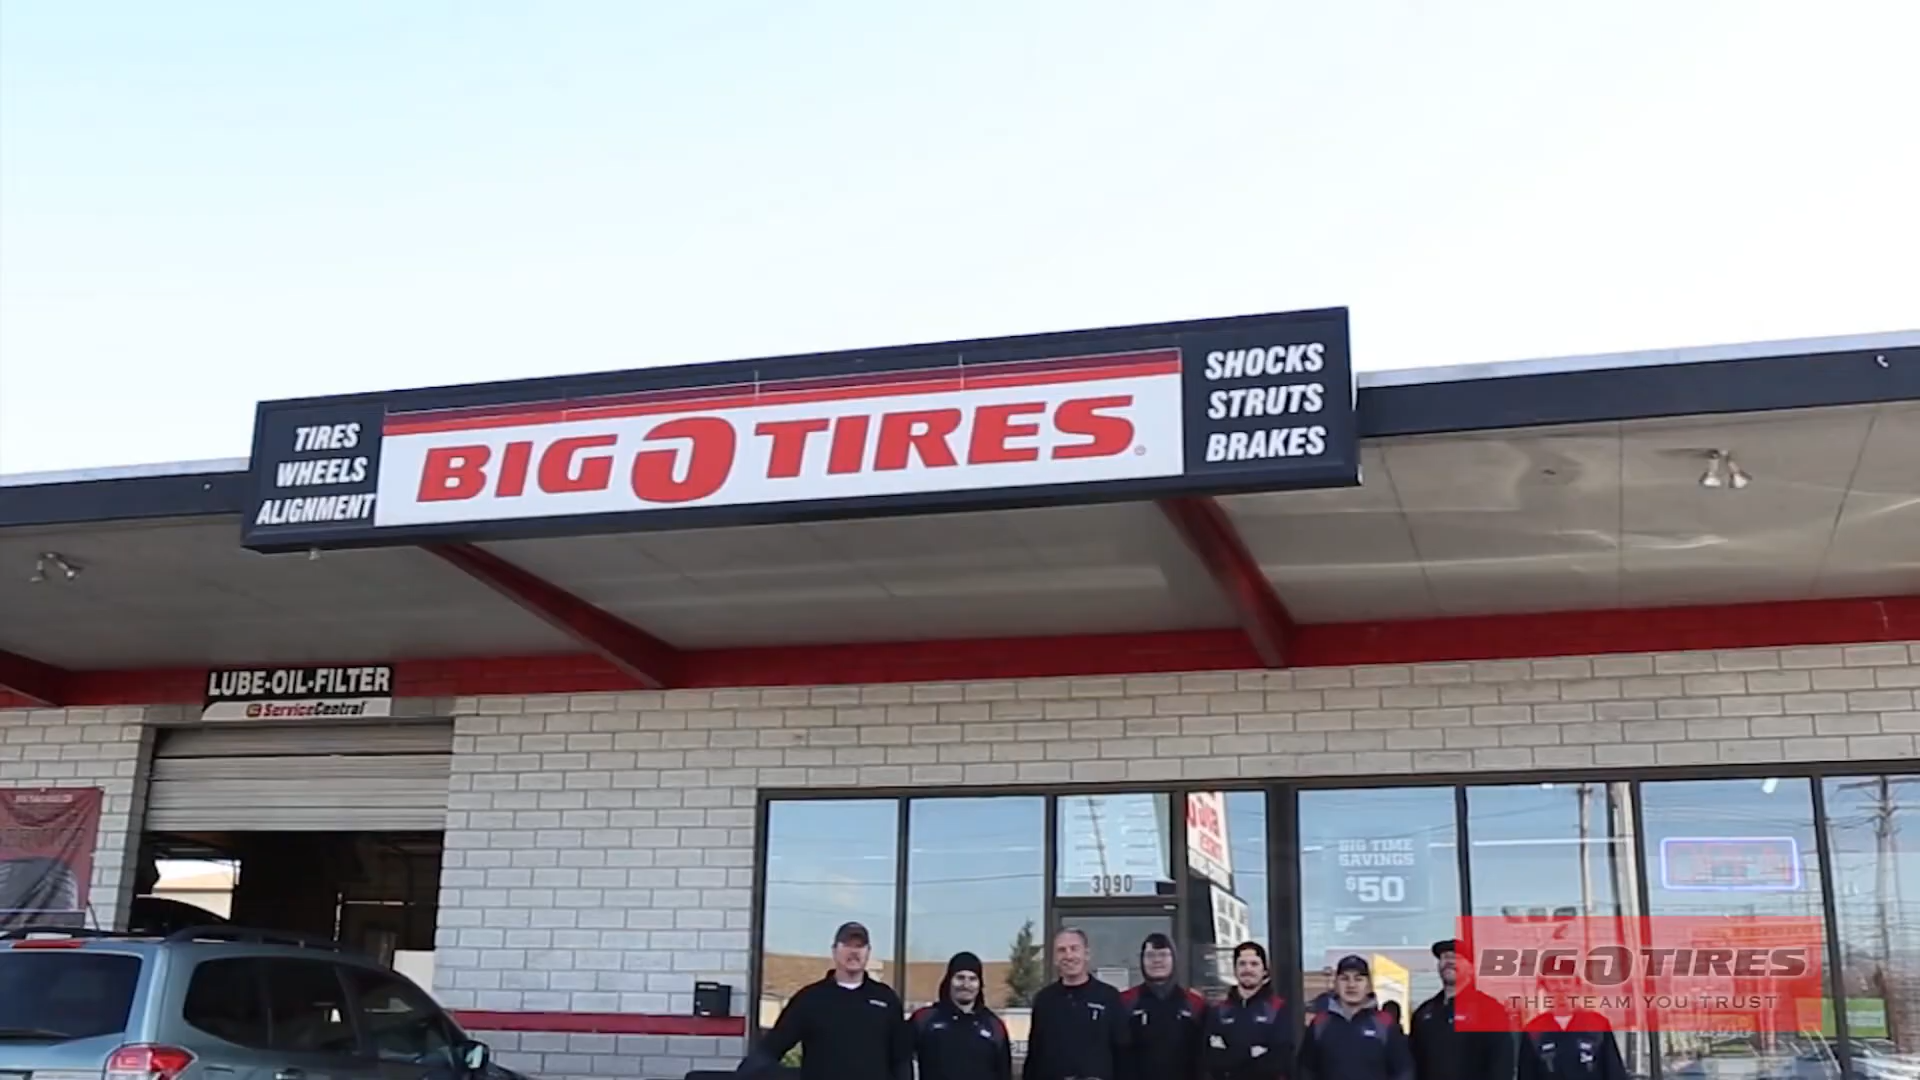 TIRES
WHEELS
ALIGNMENT
BIG O TIRES
SHOCKS
STRUTS
BRAKES
LUBE-OIL-FILTER
ServiceCentral
3090
BIG TIME
SAVINGS
$50
BIG O TIRES
THE TEAM YOU TRUST